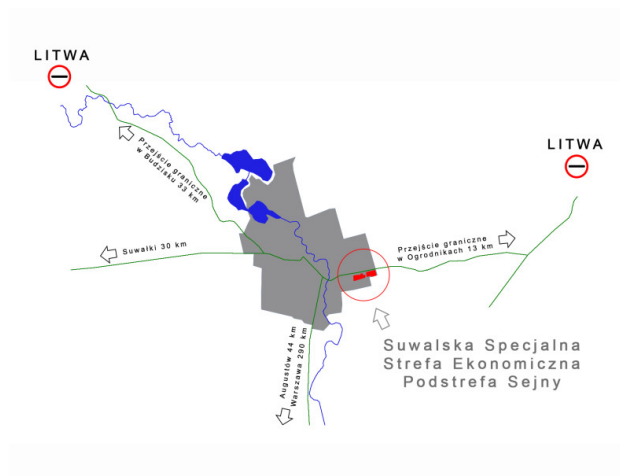 LITWA
LITWA
Przejście graniczne
w Budzisku 33 km
Suwałki 30 km
Przejście graniczne
w Ogrodnikach 13 km
Augustów 44 km
Warszawa 290 km
Suwalska Specjalna
Strefa Ekonomiczna
Podstrefa Sejny